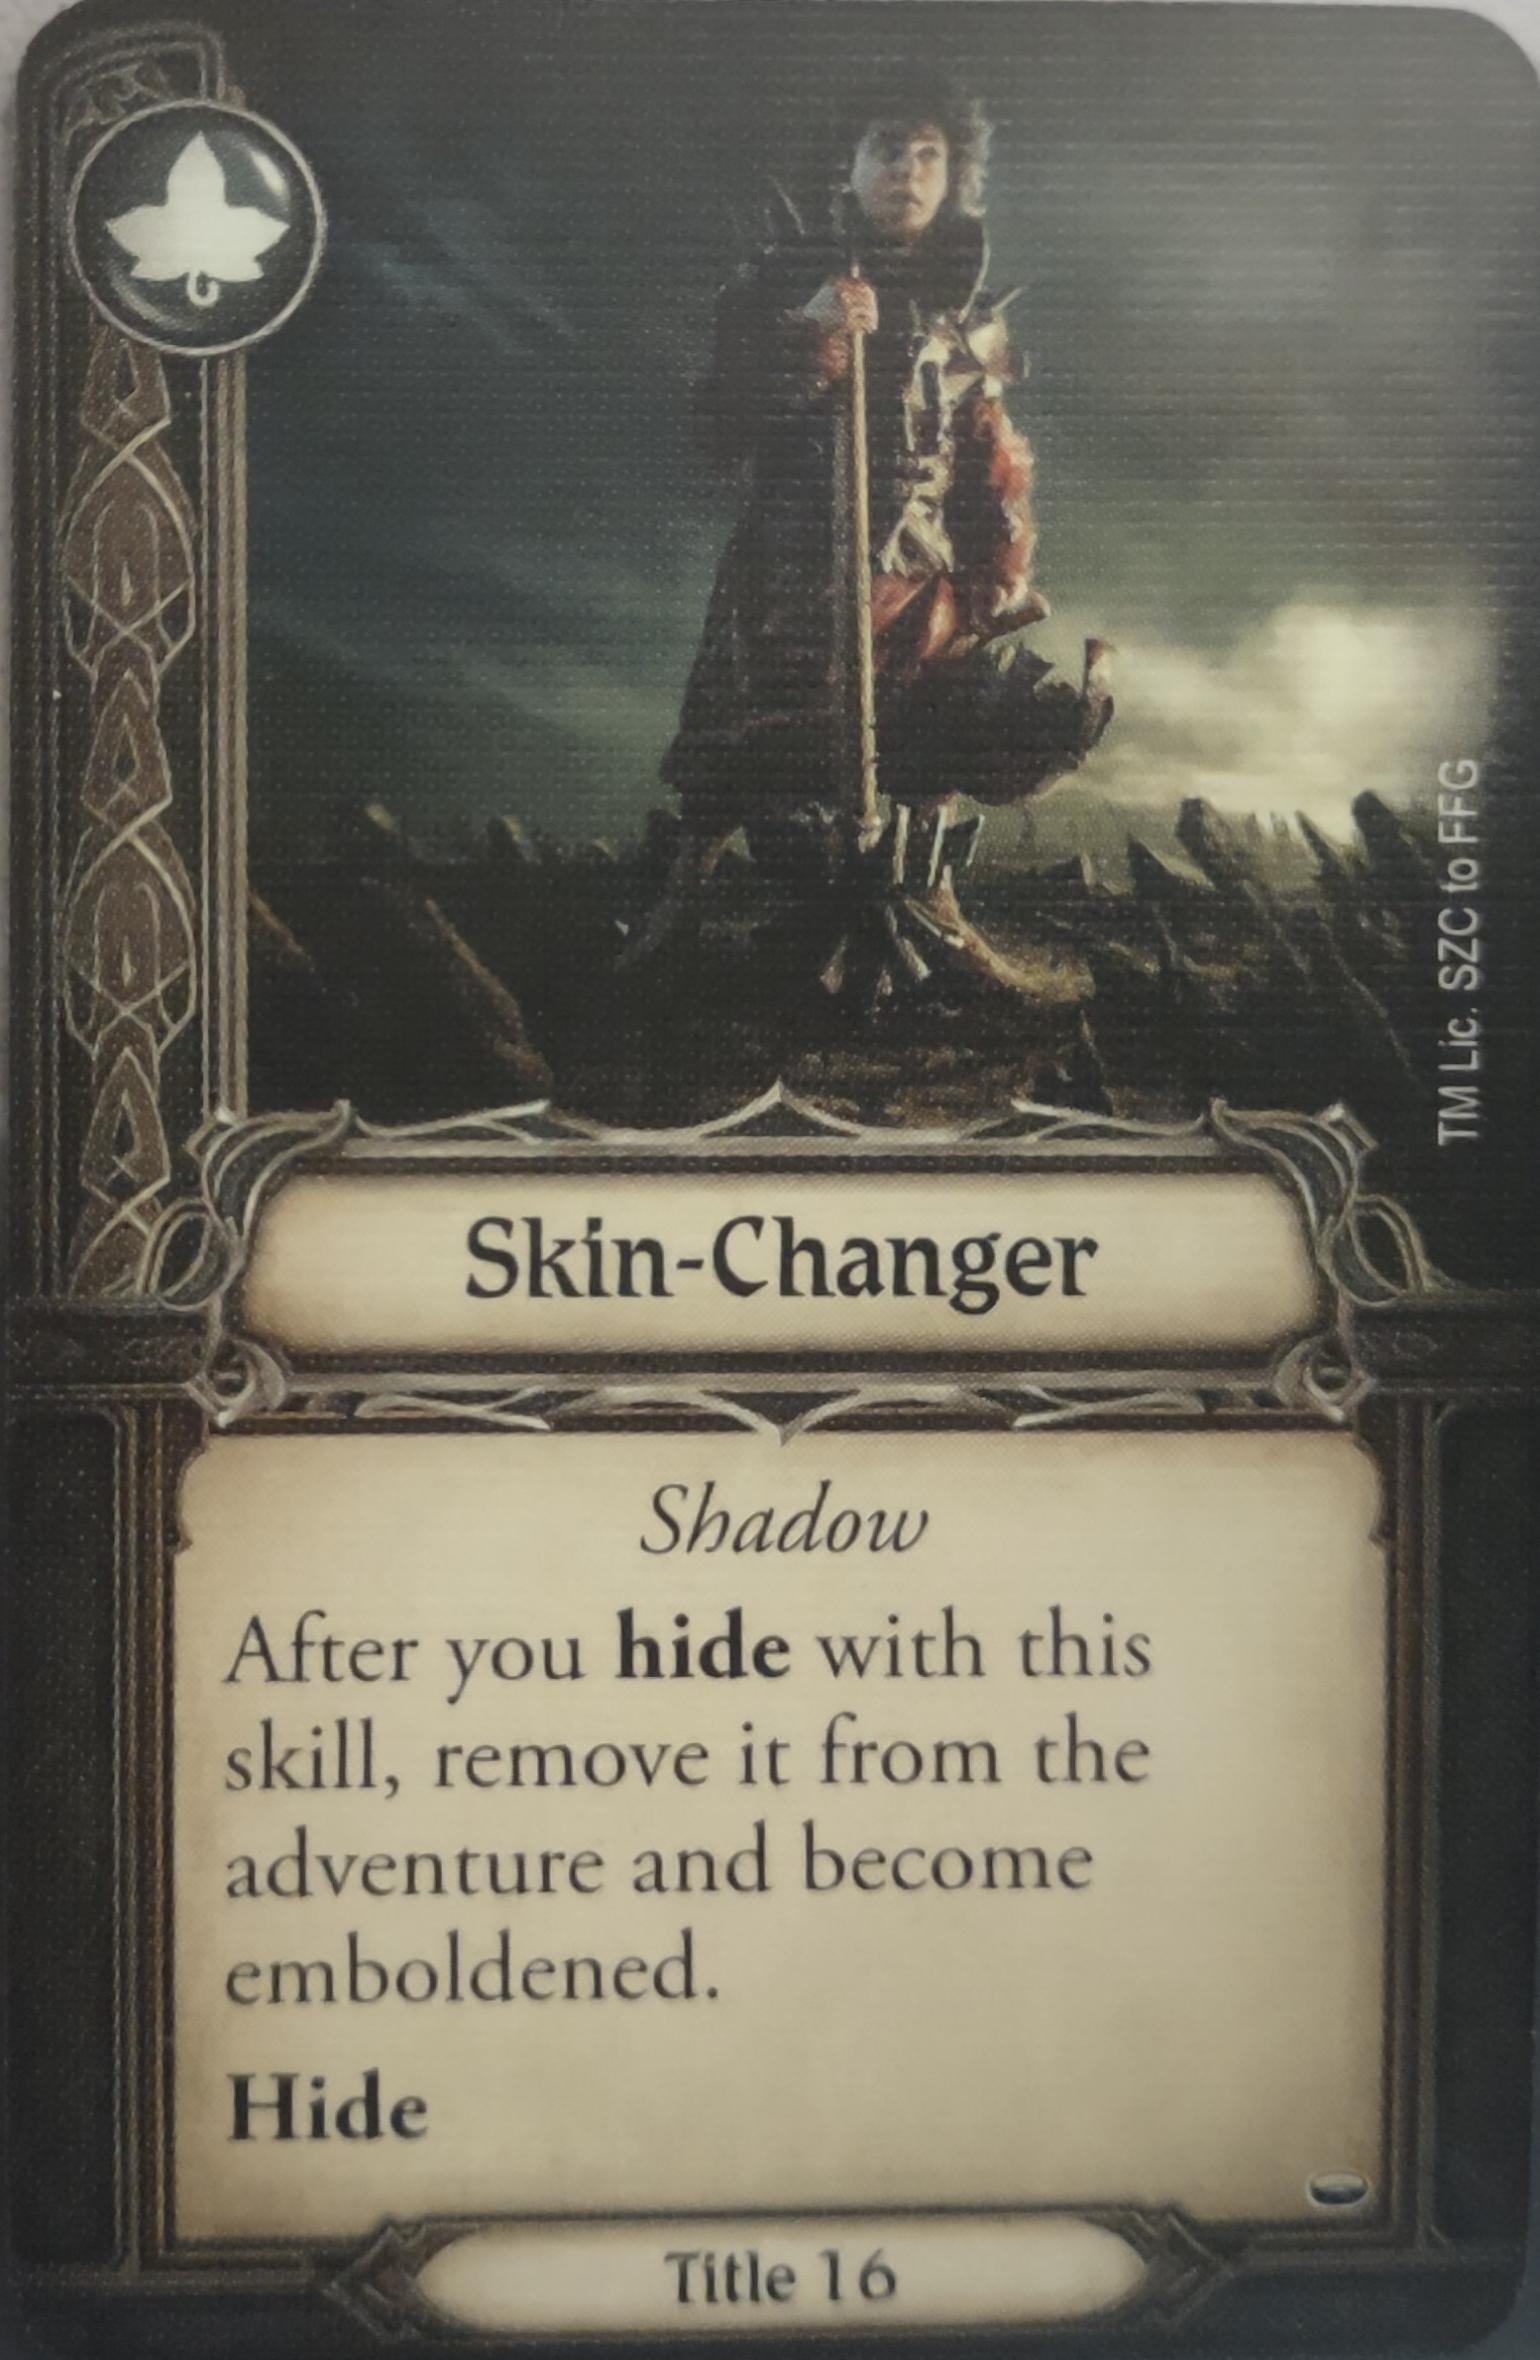 TM Lic. SZC to FFG
Skin-Changer
Shadow
After you hide with this
skill, remove it from the
adventure and become
emboldened.
Hide
Title 16